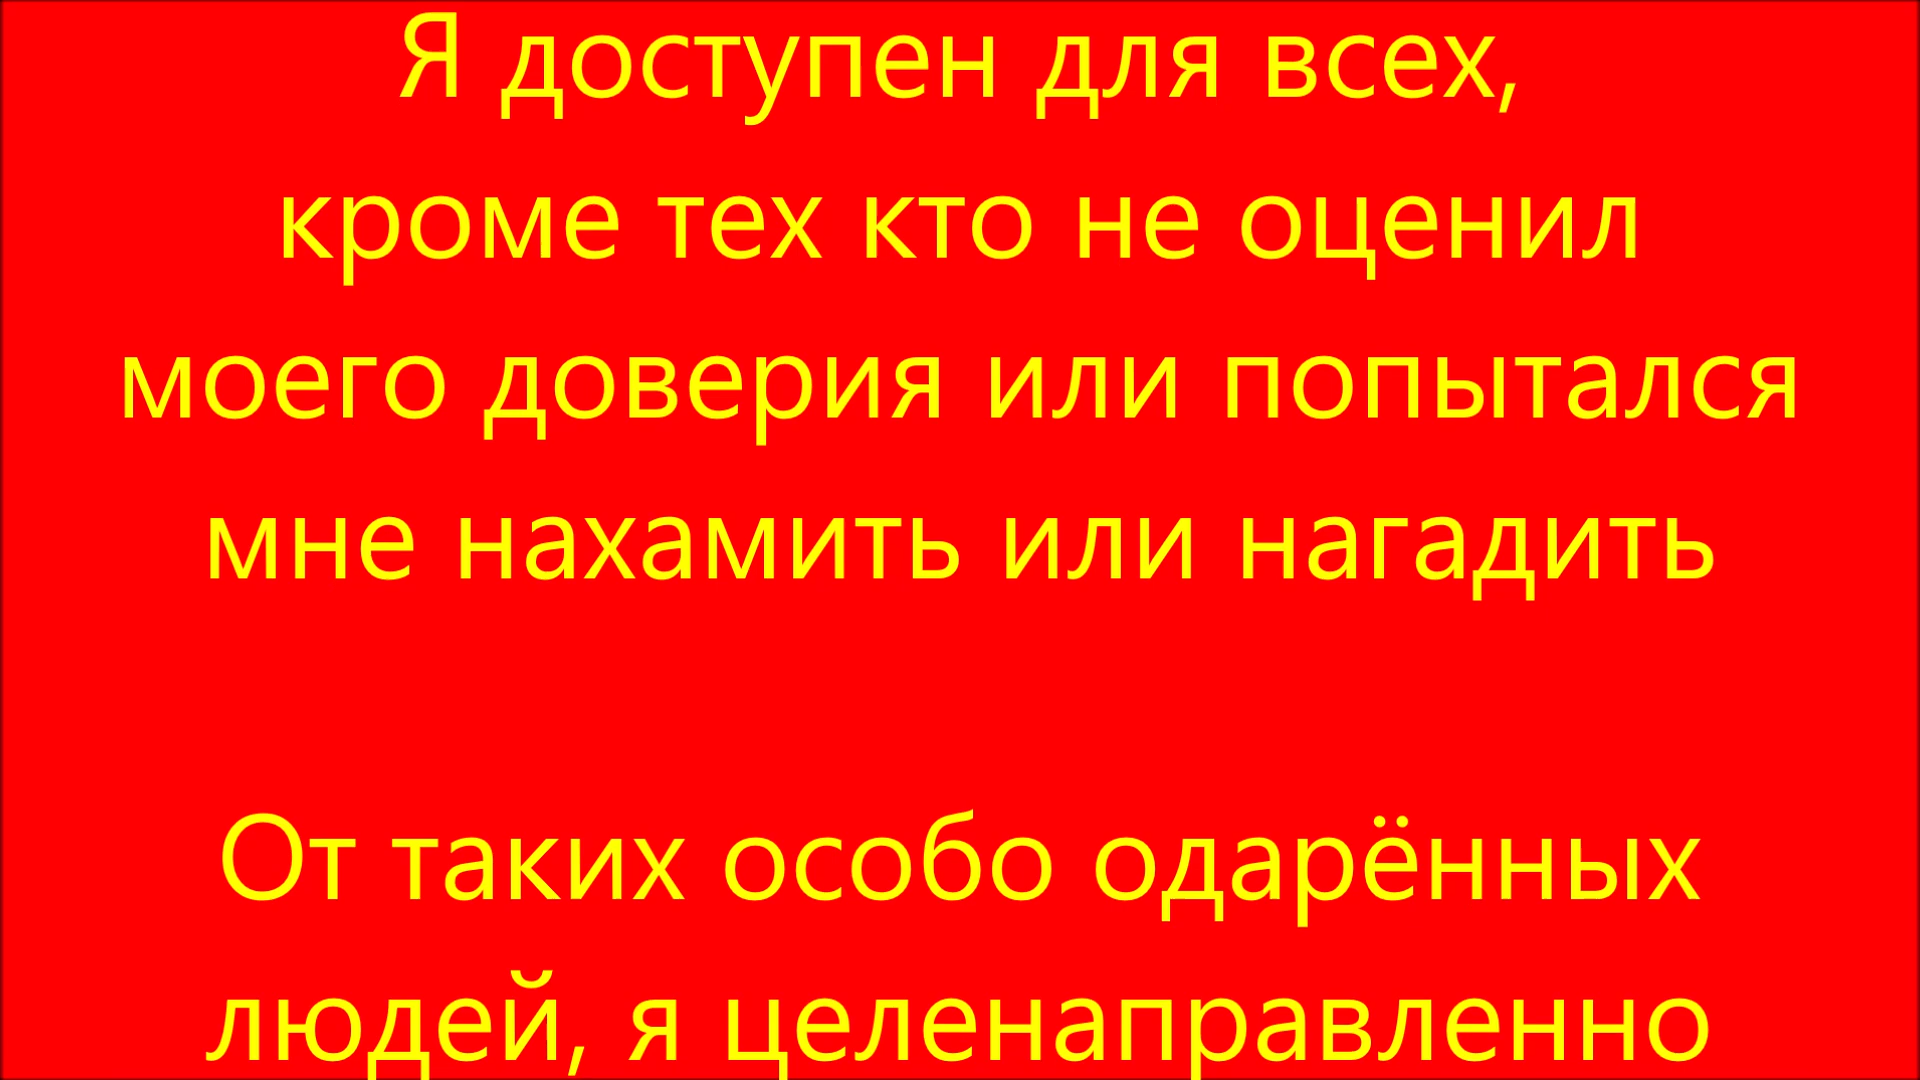 Я доступен для всех,
кроме тех кто не оценил
моего доверия или попытался
мне нахамить или нагадить
От таких особо одарённых
людей, я целенаправленно